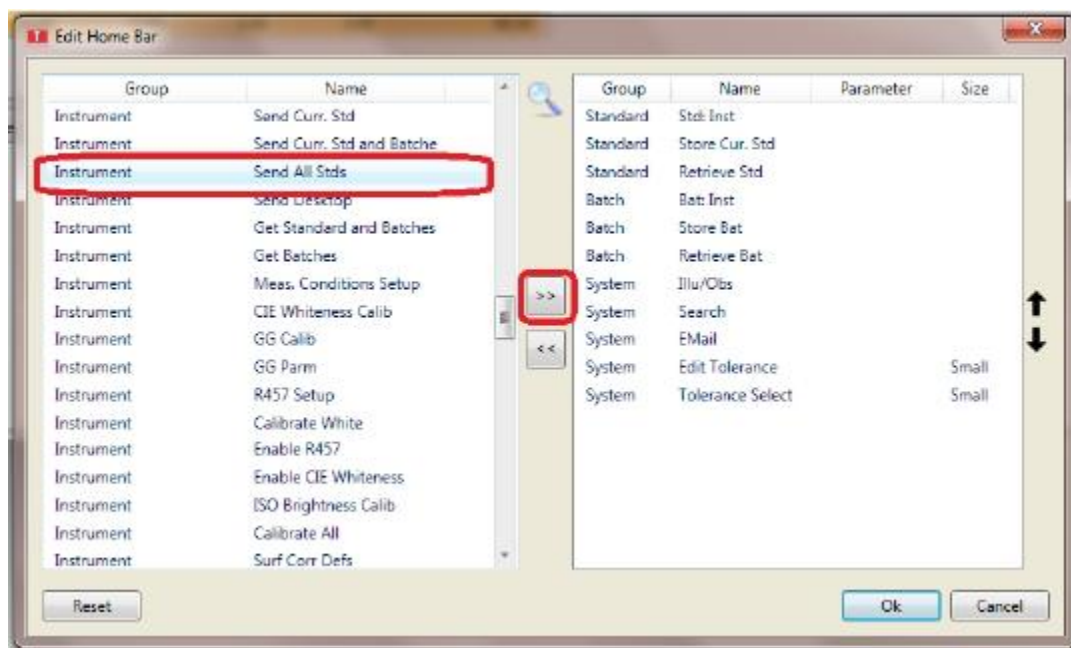 Edit Home Bar
Group Name
Instrument Send Curr. Std
Instrument Send Curr. Std and Batche
Instrument Send All Stds
Instrument Send Desktop
Instrument Get Standard and Batches
Instrument Get Batches
Instrument Meas. Conditions Setup
Instrument CIE Whiteness Calib
Instrument GG Calib
Instrument GG Parm
Instrument R457 Setup
Instrument Calibrate White
Instrument Enable R457
Instrument Enable CIE Whiteness
Instrument ISO Brightness Calib
Instrument Calibrate All
Instrument Surf Corr Defs
>>
<<
Group Name Parameter Size
Standard Std: Inst
Standard Store Cur. Std
Standard Retrieve Std
Batch Bat: Inst
Batch Store Bat
Batch Retrieve Bat
System Illu/Obs
System Search
System EMail
System Edit Tolerance Small
System Tolerance Select Small
Reset Ok Cancel